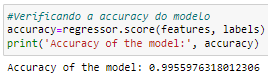 #Verificando a accuracy do modelo
accuracy=regressor.score(features, labels)
print('Accuracy of the model:', accuracy)
Accuracy of the model: 0.9955976318012306